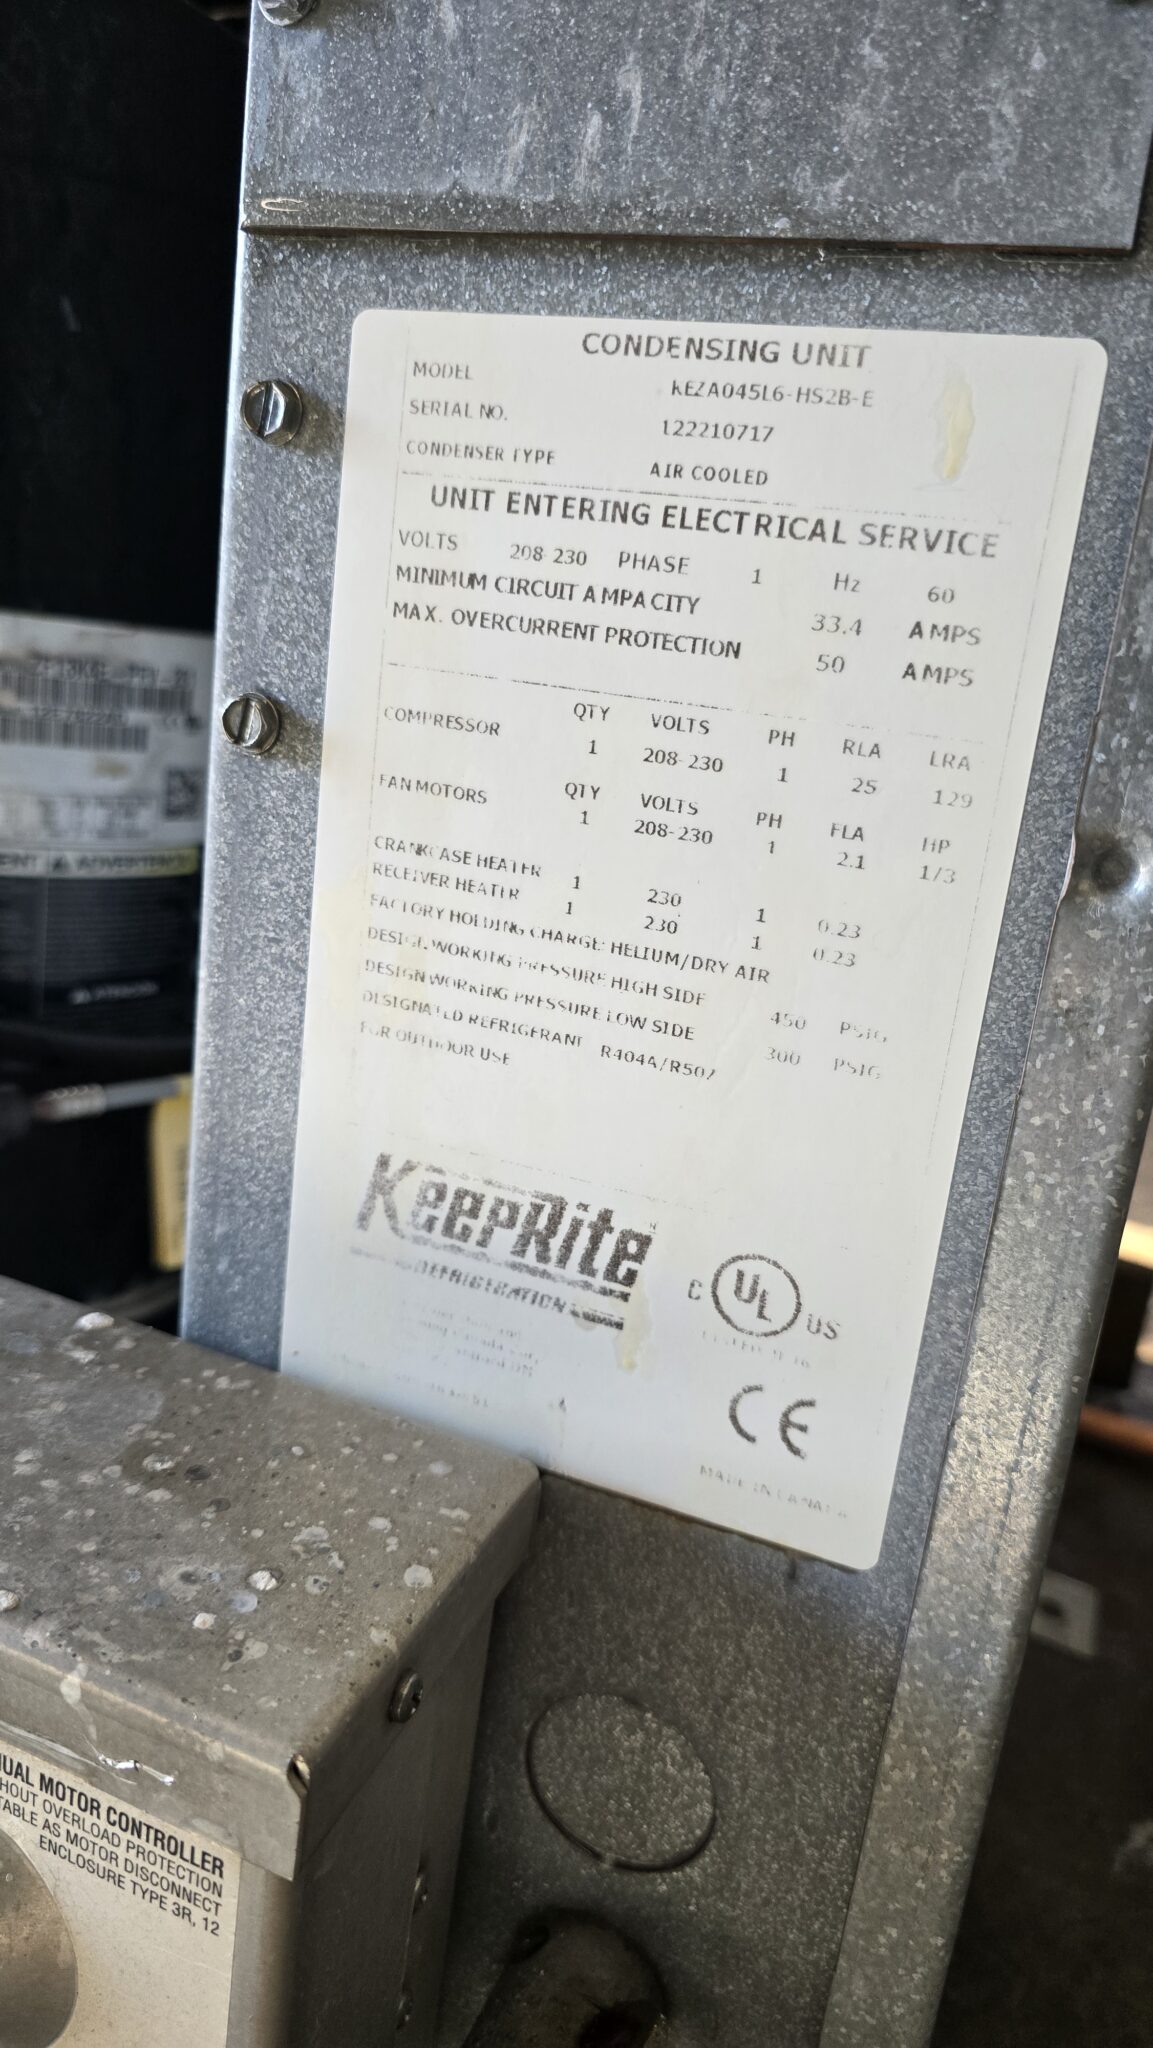 CONDENSING UNIT
MODEL KEZA045L6-HS2B-E
SERIAL NO. 122210717
CONDENSER TYPE AIR COOLED
UNIT ENTERING ELECTRICAL SERVICE
VOLTS 208-230 PHASE 1 Hz 60
MINIMUM CIRCUIT AMPACITY 33.4 AMPS
MAX. OVERCURRENT PROTECTION 50 AMPS
QTY VOLTS PH RLA LRA
COMPRESSOR 1 208-230 1 25 129
QTY VOLTS PH FLA HP
FAN MOTORS 1 208-230 1 2.1 1/3
CRANKCASE HEATER 1 230 1 0.23
RECEIVER HEATER 1 230 1 0.23
FACTORY HOLDING CHARGE: HELIUM/DRY AIR
DESIGN WORKING PRESSURE HIGH SIDE 450 PSIG
DESIGN WORKING PRESSURE LOW SIDE 300 PSIG
DESIGNATED REFRIGERANT R404A/R507
FOR OUTDOOR USE
KeepRite
REFRIGERATION
C UL US
CE
MADE IN CANADA
MOTOR CONTROLLER
OVERLOAD PROTECTION
AS MOTOR DISCONNECT
ENCLOSURE TYPE 3R, 12